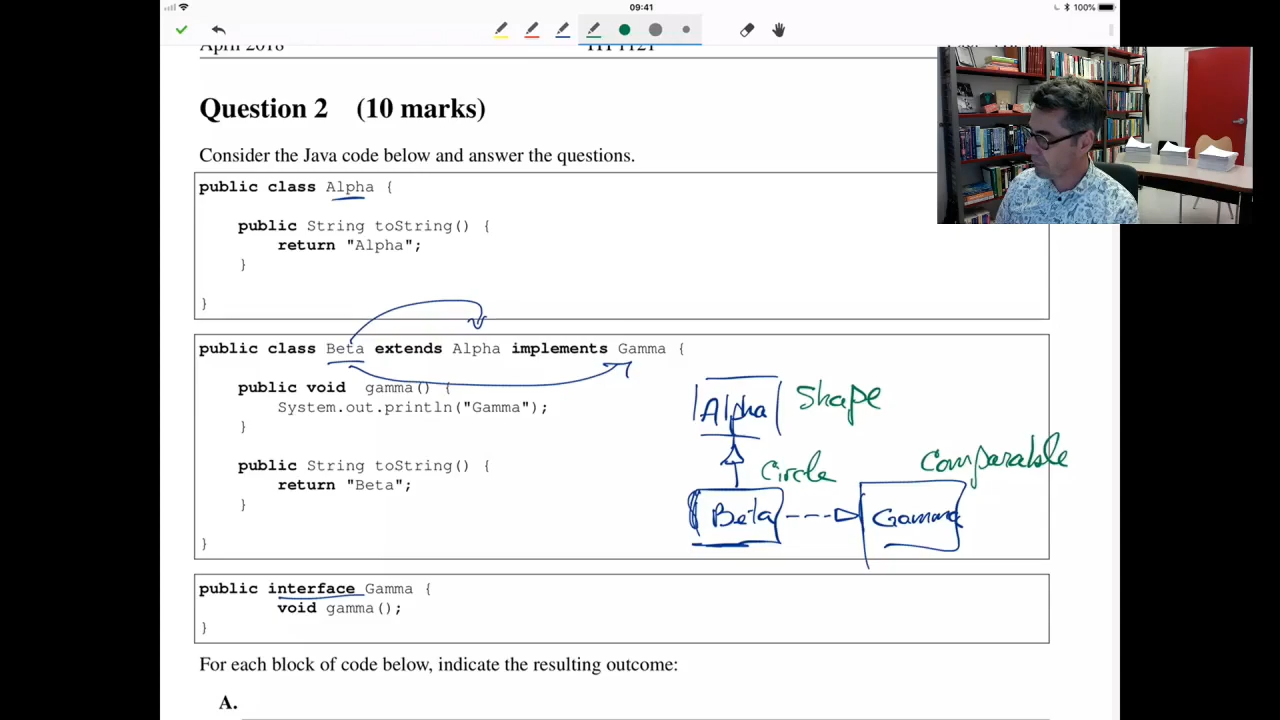 09:41
100%
April 2018
Question 2 (10 marks)
Consider the Java code below and answer the questions.
public class Alpha {
public String toString() {
return "Alpha";
}
}
public class Beta extends Alpha implements Gamma {
public void gamma() {
System.out.println("Gamma");
}
public String toString() {
return "Beta";
}
}
Alpha
Shape
Circle
Comparable
Beta
Gamma
public interface Gamma {
void gamma();
}
For each block of code below, indicate the resulting outcome:
A.